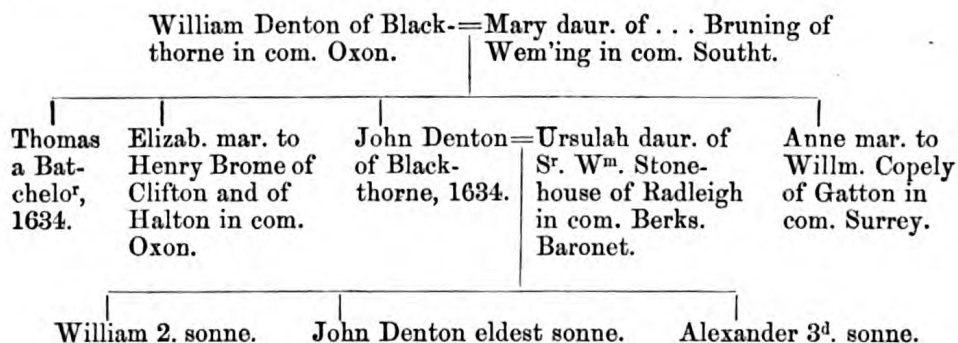 William Denton of Black-=Mary daur. of . . . Bruning of
thorne in com. Oxon. Wem'ing in com. Southt.
Thomas
a Bat-
chelor,
1634.
Elizab. mar. to
Henry Brome of
Clifton and of
Halton in com.
Oxon.
John Denton=
of Black-
thorne, 1634.
Ursulah daur. of
Sr. Wm. Stone-
house of Radleigh
in com. Berks.
Baronet.
Anne mar. to
Willm. Copely
of Gatton in
com. Surrey.
William 2. sonne.
John Denton eldest sonne.
Alexander 3d. sonne.